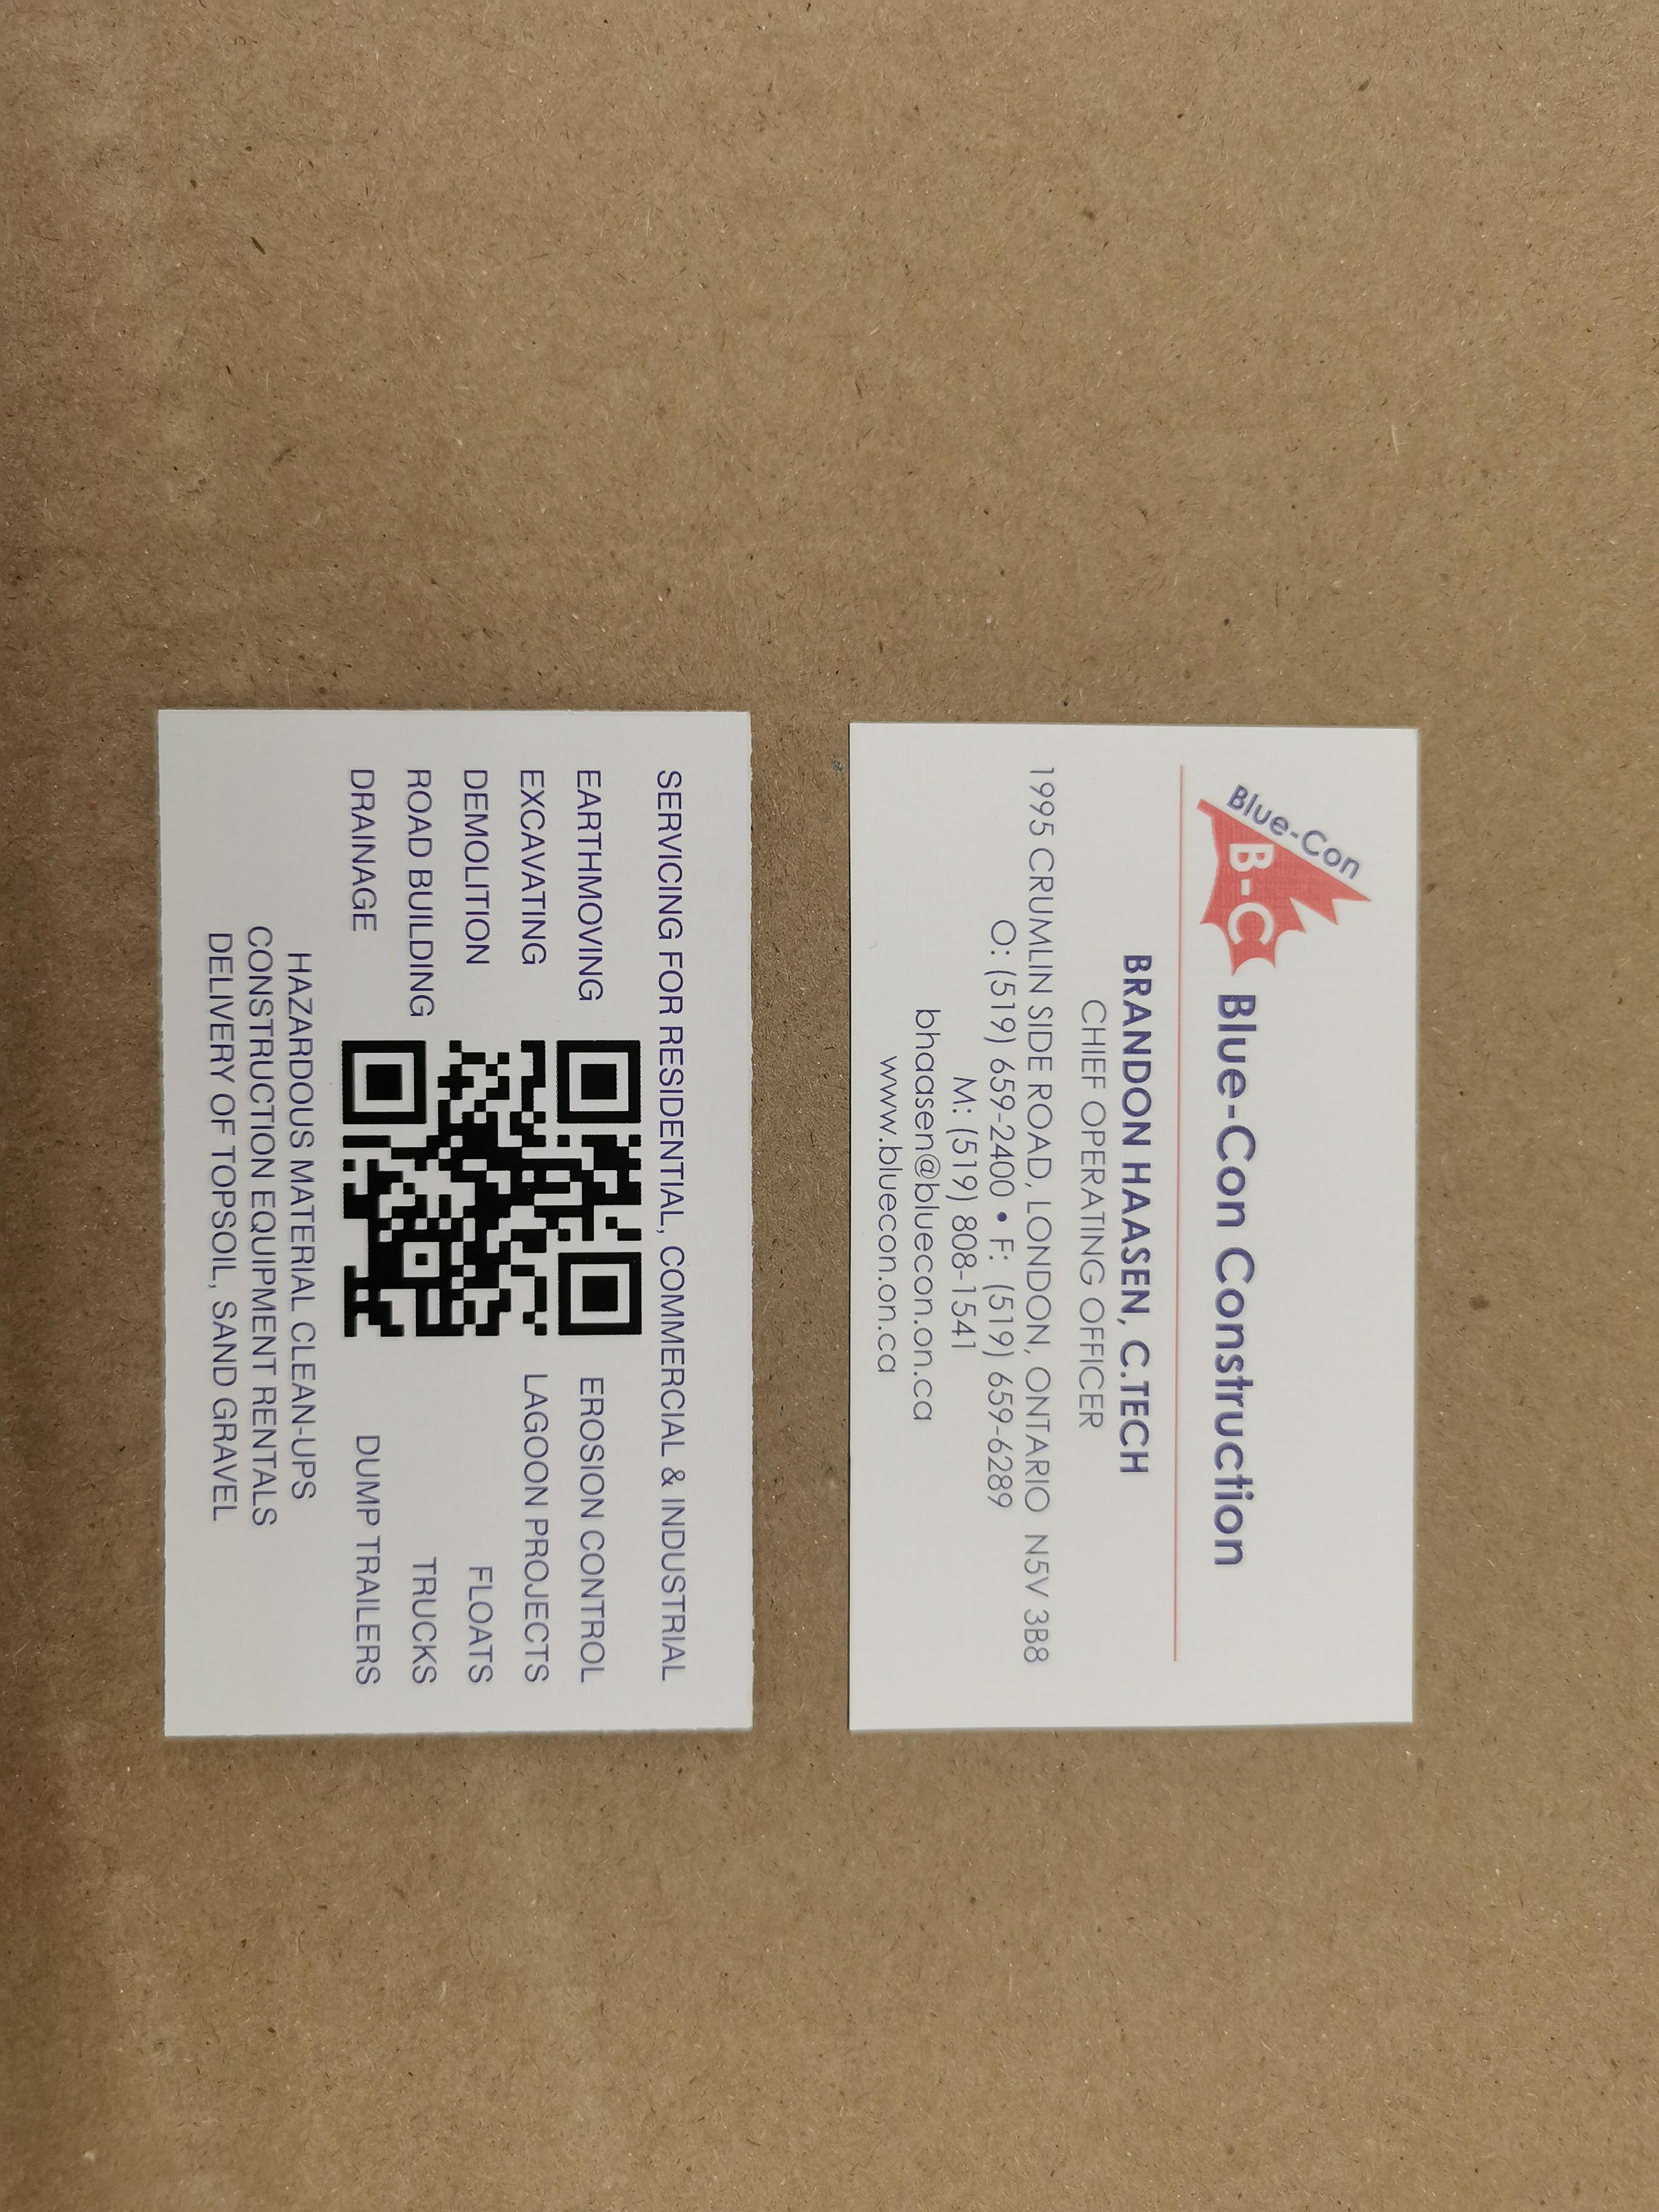 Blue-Con
B-C
Blue-Con Construction
BRANDON HAASEN, C.TECH
CHIEF OPERATING OFFICER
1995 CRUMLIN SIDE ROAD, LONDON, ONTARIO N5V 3B8
O: (519) 659-2400 • F: (519) 659-6289
M: (519) 808-1541
bhaasen@bluecon.on.ca
www.bluecon.on.ca
SERVICING FOR RESIDENTIAL, COMMERCIAL & INDUSTRIAL
EARTHMOVING EROSION CONTROL
EXCAVATING LAGOON PROJECTS
DEMOLITION FLOATS
ROAD BUILDING TRUCKS
DRAINAGE DUMP TRAILERS
HAZARDOUS MATERIAL CLEAN-UPS
CONSTRUCTION EQUIPMENT RENTALS
DELIVERY OF TOPSOIL, SAND GRAVEL